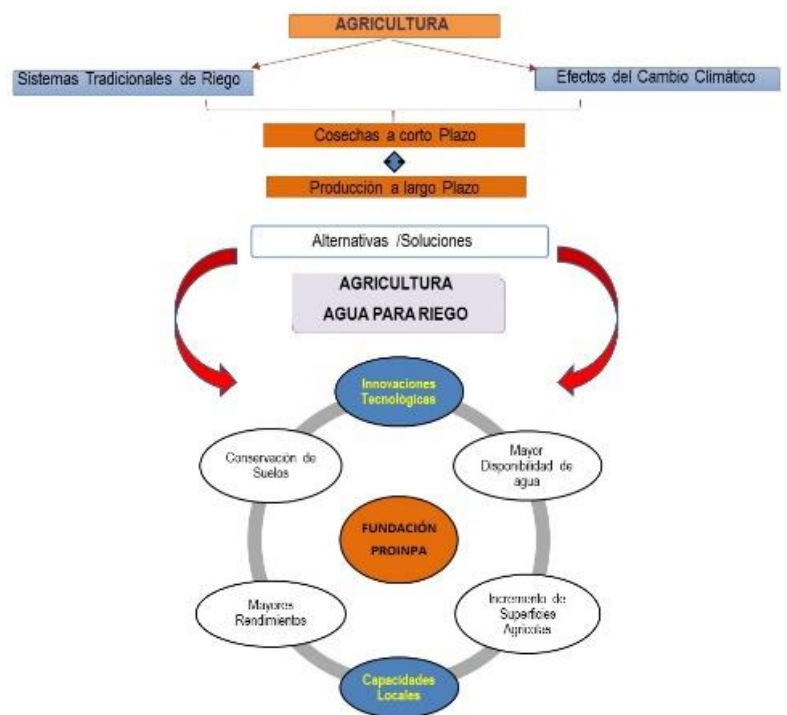 AGRICULTURA
Sistemas Tradicionales de Riego
Efectos del Cambio Climático
Cosechas a corto Plazo
Producción a largo Plazo
Alternativas /Soluciones
AGRICULTURA
AGUA PARA RIEGO
Innovaciones
Tecnològicas
Conservación de
Suelos
Mayor
Disponibilidad de
agua
FUNDACIÓN
PROINPA
Mayores
Rendimientos
Incremento de
Superficies
Agrícolas
Capacidades
Locales